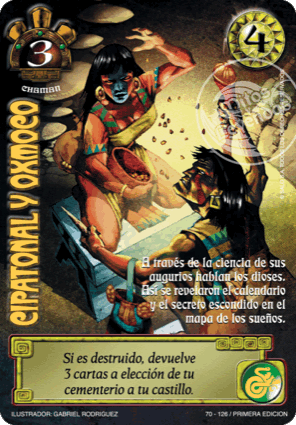 3
4
CHAMAN
CIPATONAL Y OXMOCO
A través de la ciencia de sus
augurios hablan los dioses.
Así se revelaron el calendario
y el secreto escondido en el
mapa de los sueños.
Si es destruido, devuelve
3 cartas a elección de tu
cementerio a tu castillo.
ILUSTRADOR: GABRIEL RODRIGUEZ
70 - 126 / PRIMERA EDICION